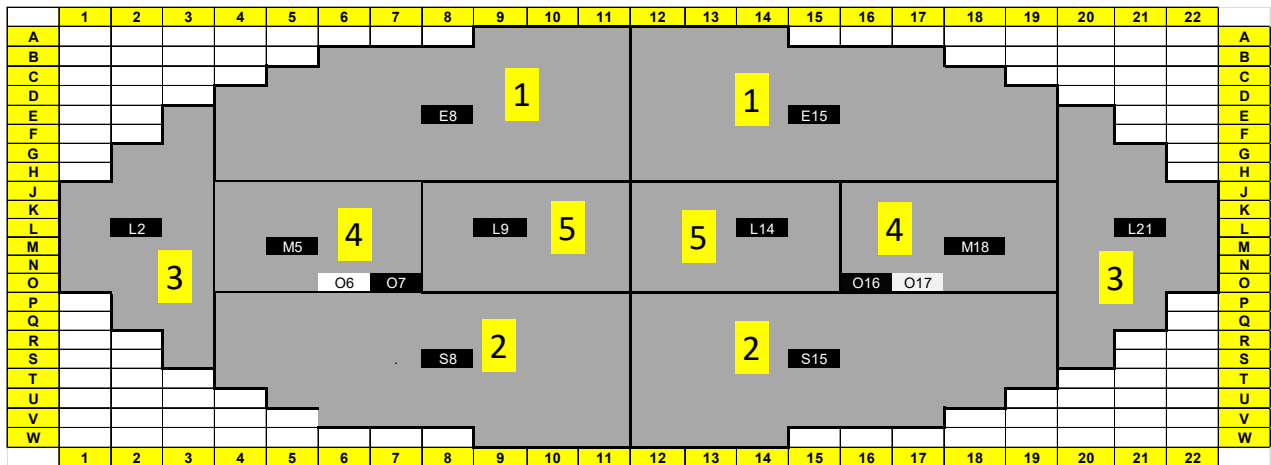 1 2 3 4 5 6 7 8 9 10 11 12 13 14 15 16 17 18 19 20 21 22
A A
B B
C C
D 1 1 D
E E8 E15 E
F F
G G
H H
J J
K K
L L2 4 L9 5 5 L14 4 L21 L
M M5 M18 M
N 3 3 N
O O6 O7 O16 O17 O
P P
Q Q
R 2 2 R
S . S8 S15 S
T T
U U
V V
W W
1 2 3 4 5 6 7 8 9 10 11 12 13 14 15 16 17 18 19 20 21 22